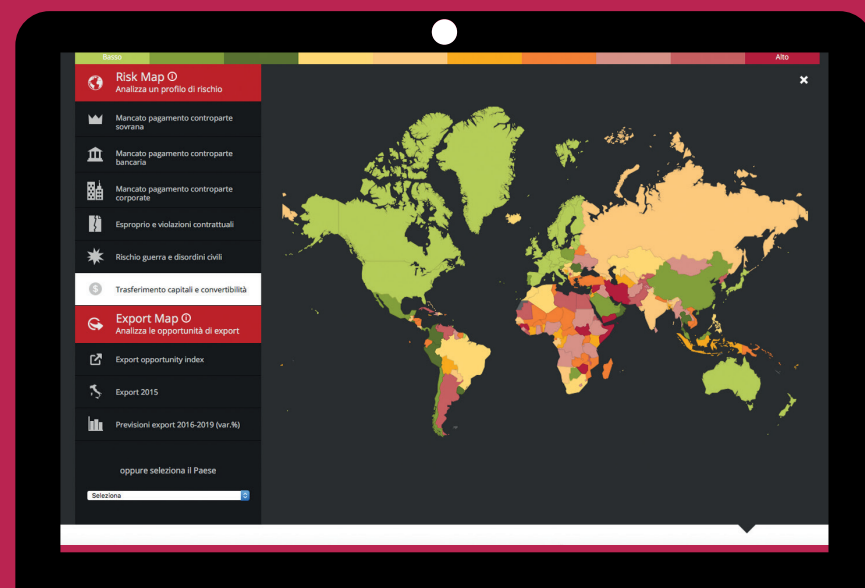 Basso
Alto
Risk Map
Analizza un profilo di rischio
Mancato pagamento controparte
sovrana
Mancato pagamento controparte
bancaria
Mancato pagamento controparte
corporate
Esproprio e violazioni contrattuali
Rischio guerra e disordini civili
Trasferimento capitali e convertibilità
Export Map
Analizza le opportunità di export
Export opportunity index
Export 2015
Previsioni export 2016-2019 (var.%)
oppure seleziona il Paese
Seleziona